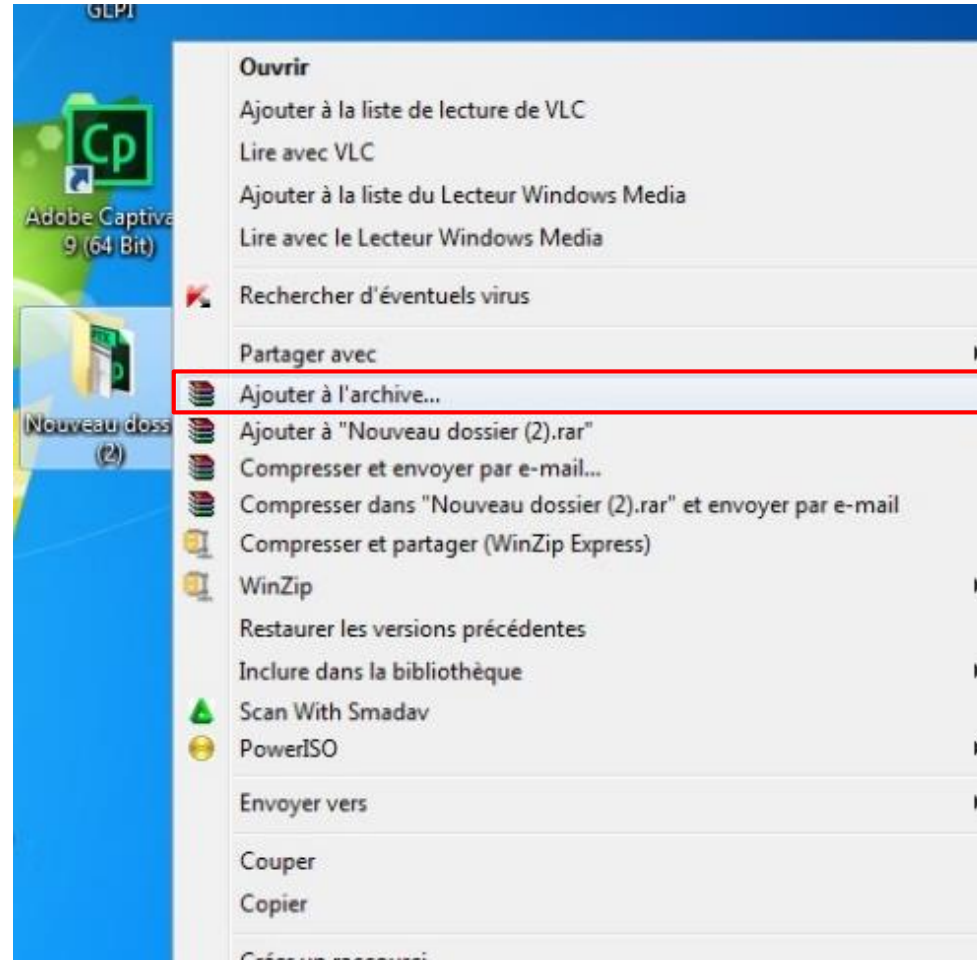 GLPI
Ouvrir
Ajouter à la liste de lecture de VLC
Cp
Lire avec VLC
Ajouter à la liste du Lecteur Windows Media
Adobe Captiva
9 (64 Bit)
Lire avec le Lecteur Windows Media
Rechercher d'éventuels virus
Partager avec
Ajouter à l'archive...
Nouveau doss
(2)
Ajouter à "Nouveau dossier (2).rar"
Compresser et envoyer par e-mail...
Compresser dans "Nouveau dossier (2).rar" et envoyer par e-mail
Compresser et partager (WinZip Express)
WinZip
Restaurer les versions précédentes
Inclure dans la bibliothèque
Scan With Smadav
PowerISO
Envoyer vers
Couper
Copier
Créer un raccourci